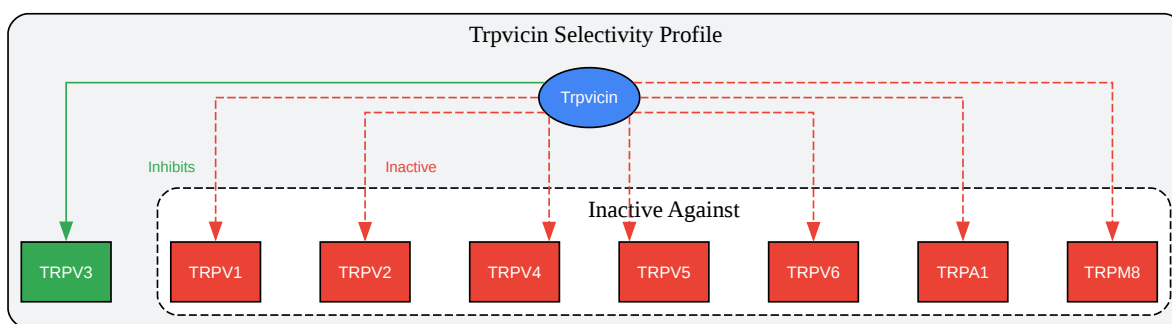 Trpvicin Selectivity Profile
Trpvicin
Inhibits
Inactive
Inactive Against
TRPV3
TRPV1
TRPV2
TRPV4
TRPV5
TRPV6
TRPA1
TRPM8